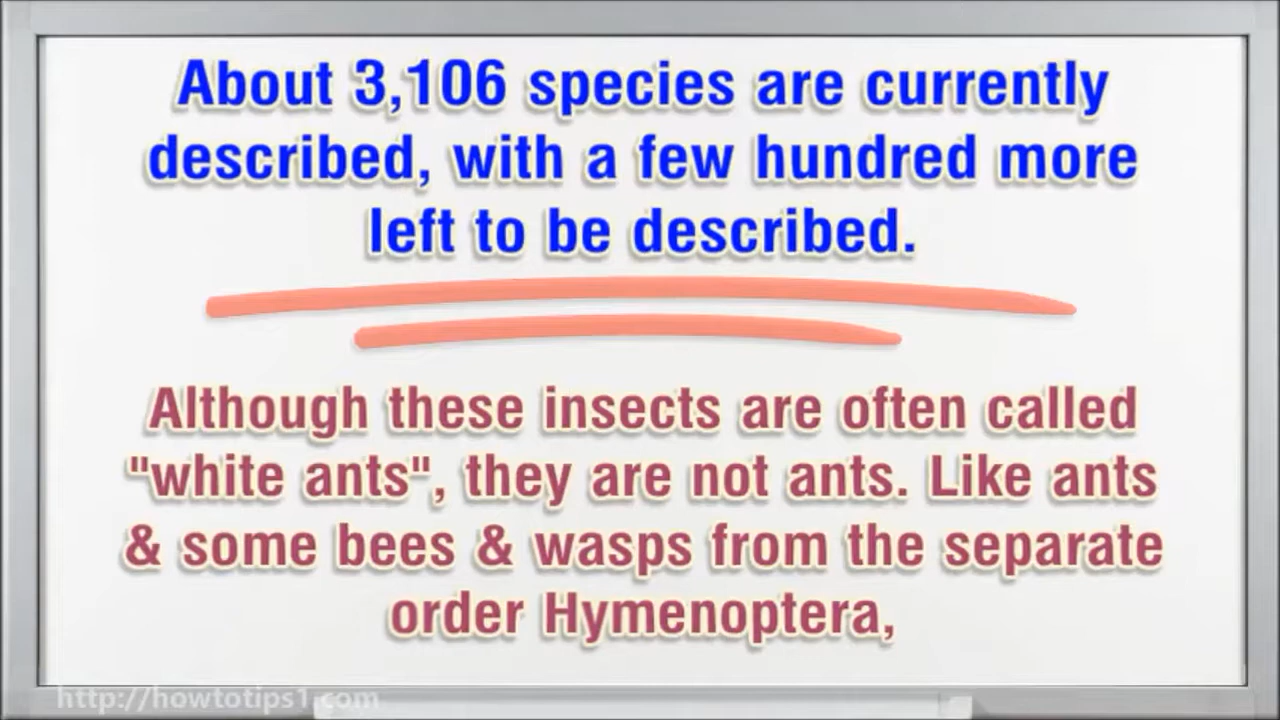 About 3,106 species are currently
described, with a few hundred more
left to be described.
Although these insects are often called
"white ants", they are not ants. Like ants
& some bees & wasps from the separate
order Hymenoptera,
http://howtotips1.com